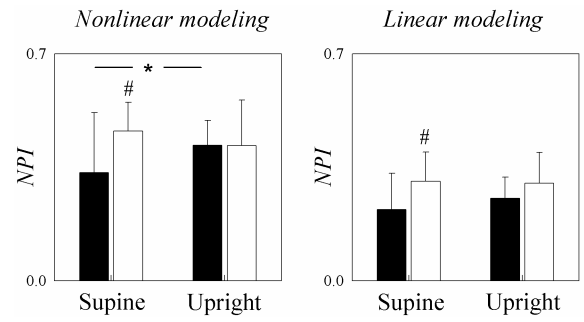 Nonlinear modeling
0.7
*
#
NPI
0.0
Supine Upright
Linear modeling
0.7
#
NPI
0.0
Supine Upright